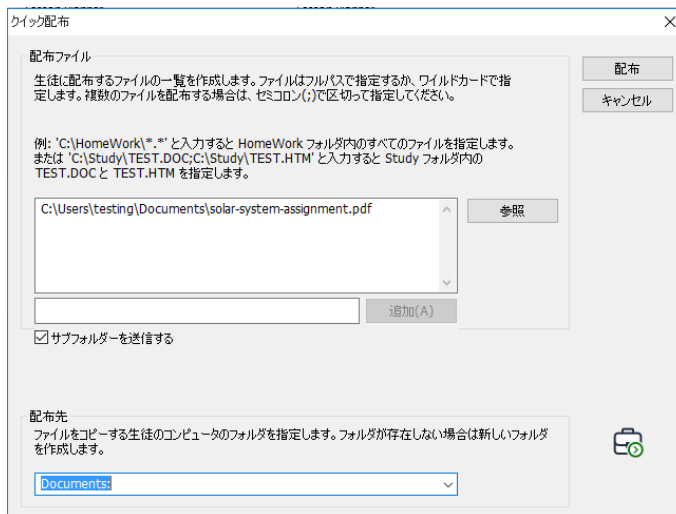 クイック配布
配布ファイル
生徒に配布するファイルの一覧を作成します。ファイルはフルパスで指定するか、ワイルドカードで指
定します。複数のファイルを配布する場合は、セミコロン(;)で区切って指定してください。
例: 'C:\HomeWork\*.*' と入力すると HomeWork フォルダ内のすべてのファイルを指定します。
または 'C:\Study\TEST.DOC;C:\Study\TEST.HTM' と入力すると Study フォルダ内の
TEST.DOC と TEST.HTM を指定します。
C:\Users\testing\Documents\solar-system-assignment.pdf
参照
追加(A)
サブフォルダーを送信する
配布
キャンセル
配布先
ファイルをコピーする生徒のコンピュータのフォルダを指定します。フォルダが存在しない場合は新しいフォルダ
を作成します。
Documents: